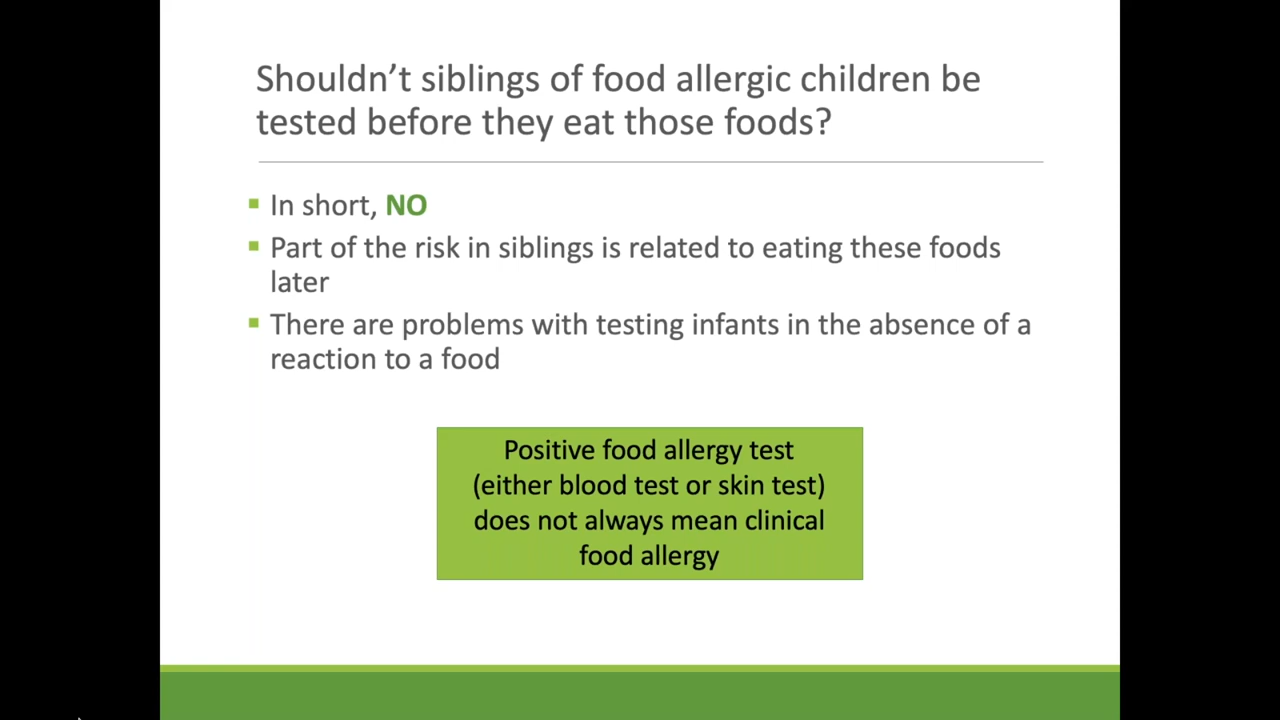 Shouldn’t siblings of food allergic children be
tested before they eat those foods?
▪ In short, NO
▪ Part of the risk in siblings is related to eating these foods
later
▪ There are problems with testing infants in the absence of a
reaction to a food
Positive food allergy test
(either blood test or skin test)
does not always mean clinical
food allergy